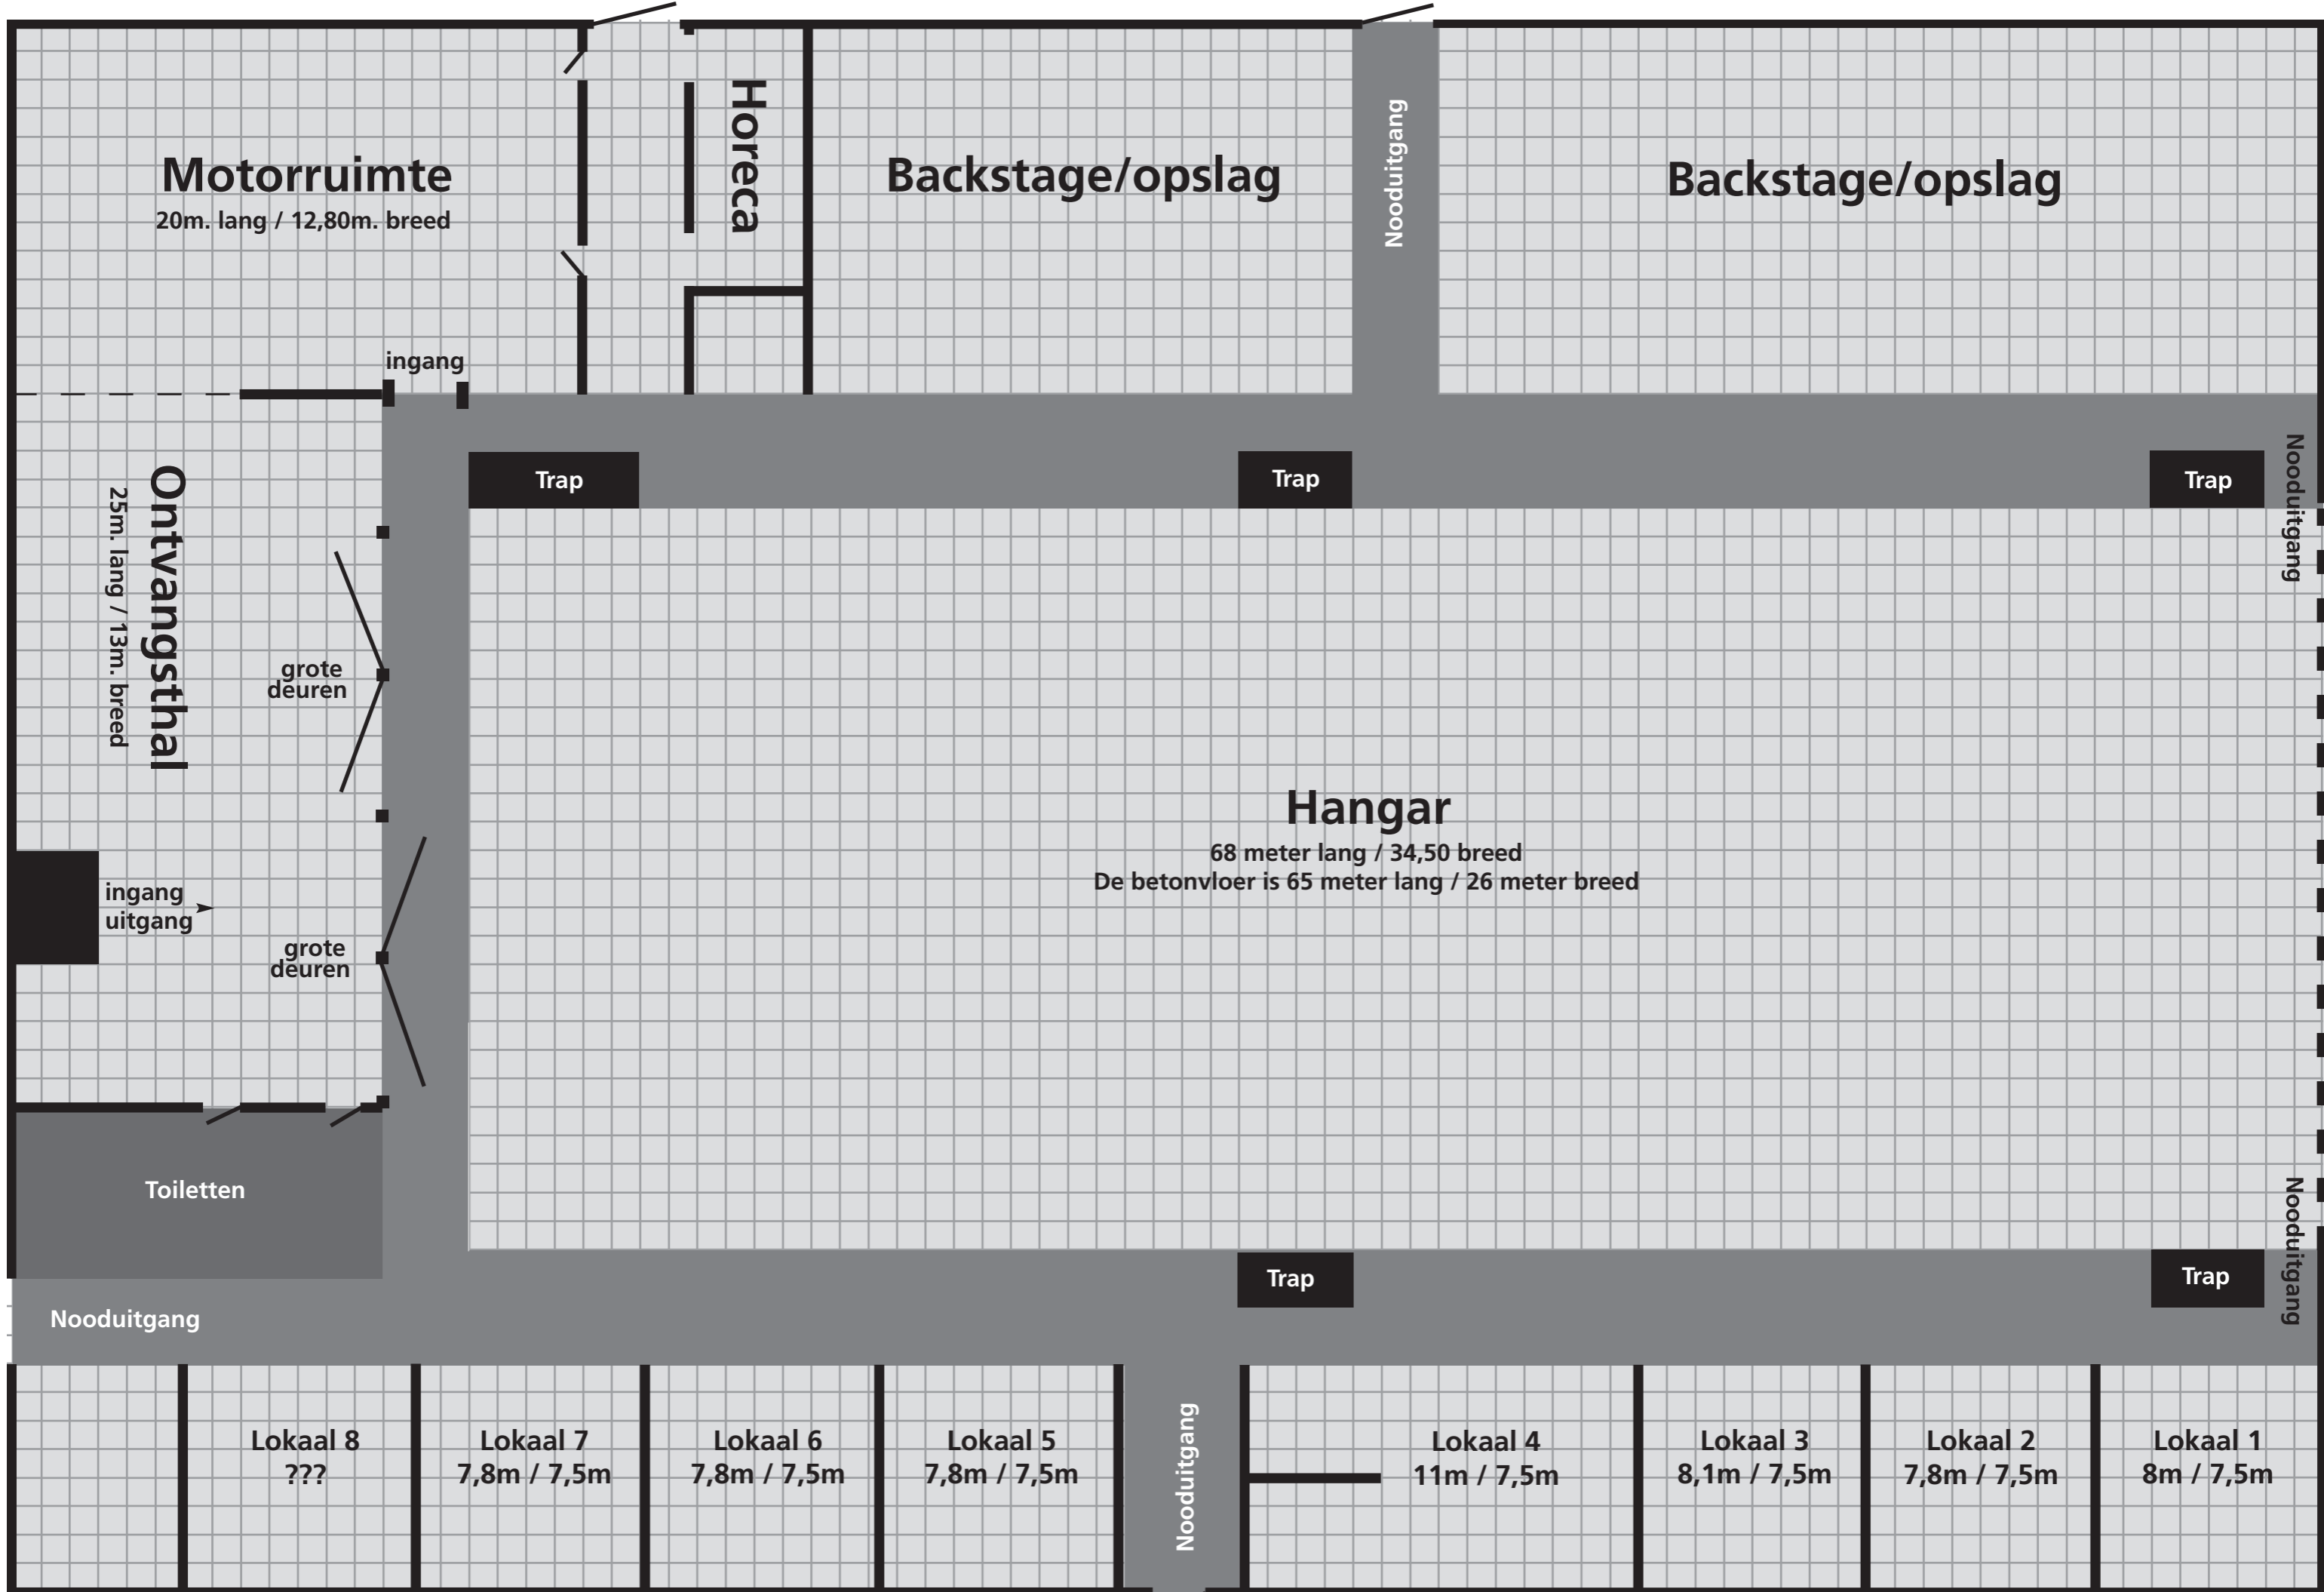 Motorruimte
20m. lang / 12,80m. breed
Horeca
Backstage/opslag
Nooduitgang
Backstage/opslag
ingang
Trap
Trap
Trap
Nooduitgang
Ontvangsthal
25m. lang / 13m. breed
grote
deuren
Hangar
68 meter lang / 34,50 breed
De betonvloer is 65 meter lang / 26 meter breed
ingang
uitgang
grote
deuren
Toiletten
Nooduitgang
Trap
Trap
Nooduitgang
Lokaal 8
???
Lokaal 7
7,8m / 7,5m
Lokaal 6
7,8m / 7,5m
Lokaal 5
7,8m / 7,5m
Nooduitgang
Lokaal 4
11m / 7,5m
Lokaal 3
8,1m / 7,5m
Lokaal 2
7,8m / 7,5m
Lokaal 1
8m / 7,5m